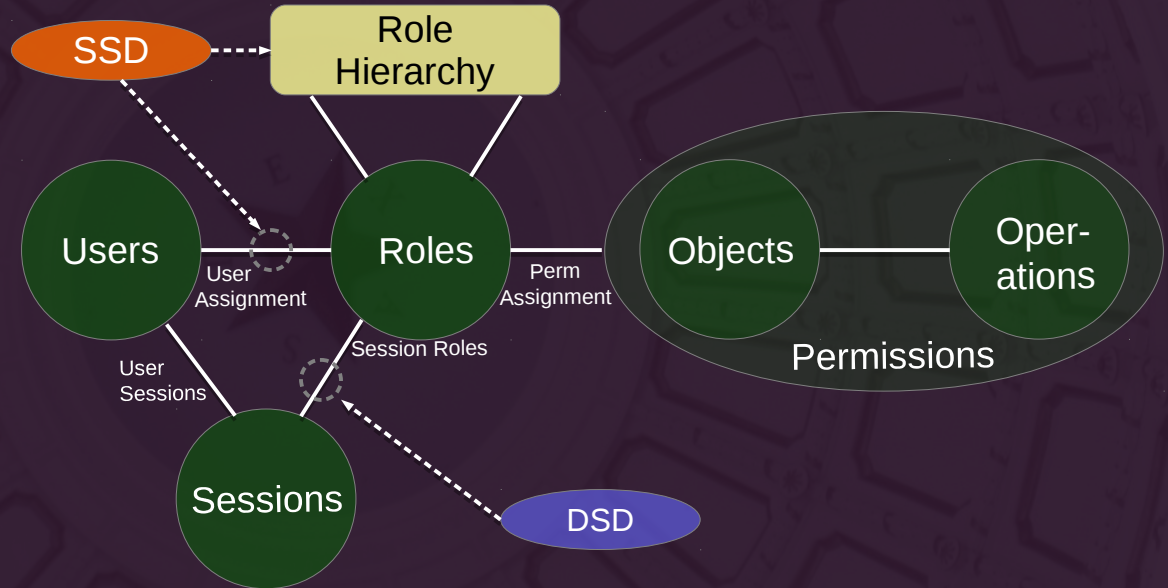 SSD
Role
Hierarchy
Users
User
Assignment
Roles
Perm
Assignment
Objects
Oper-
ations
Permissions
User
Sessions
Session Roles
Sessions
DSD